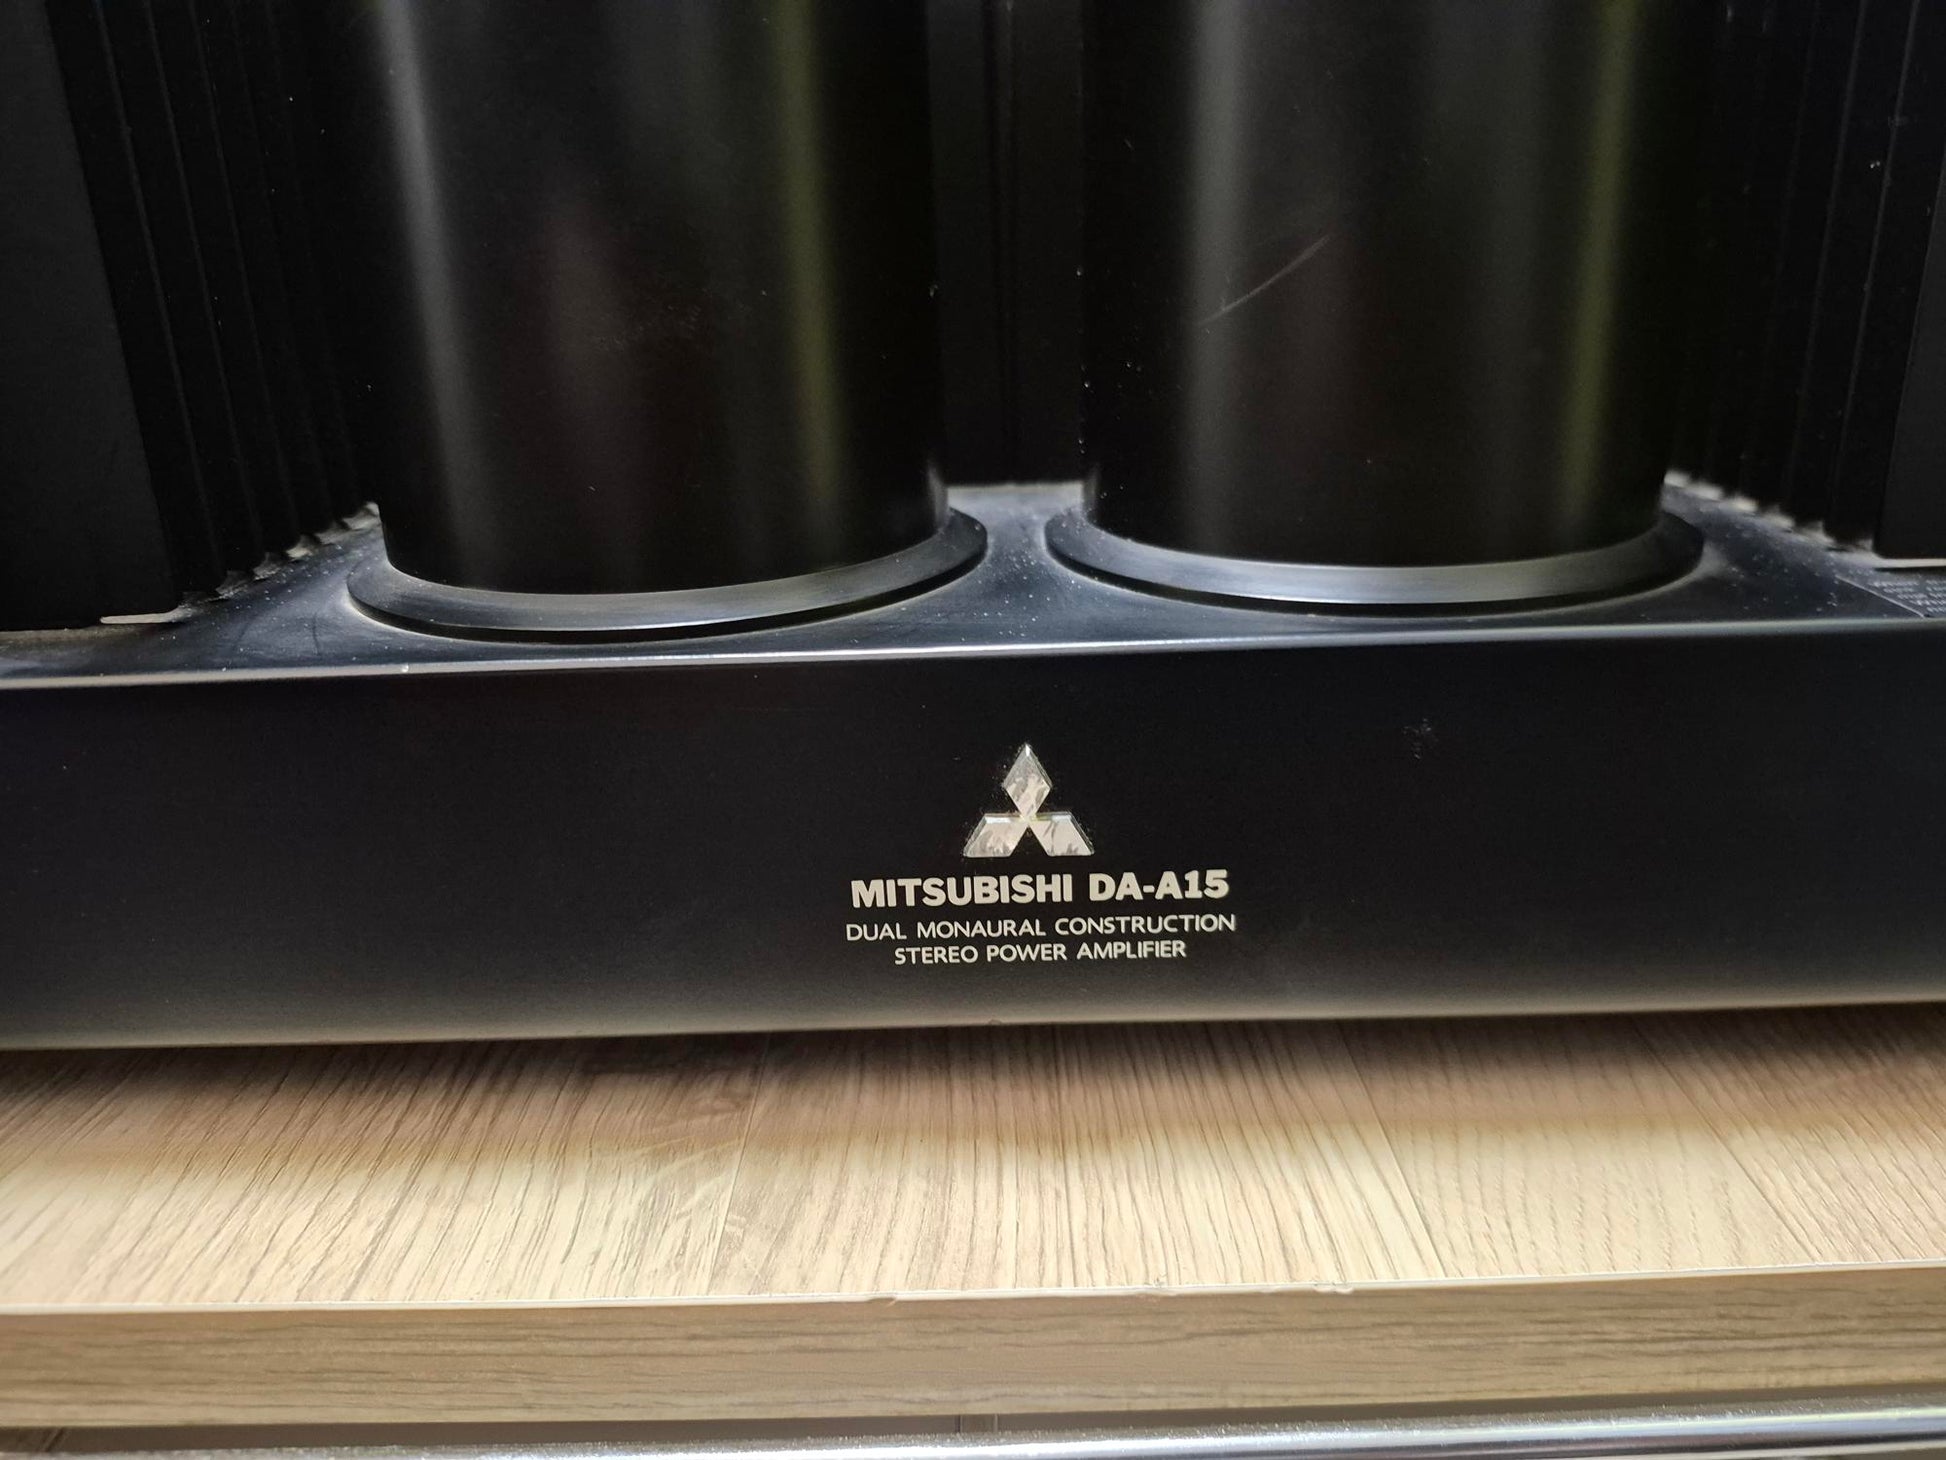 MITSUBISHI DA-A15
DUAL MONAURAL CONSTRUCTION
STEREO POWER AMPLIFIER